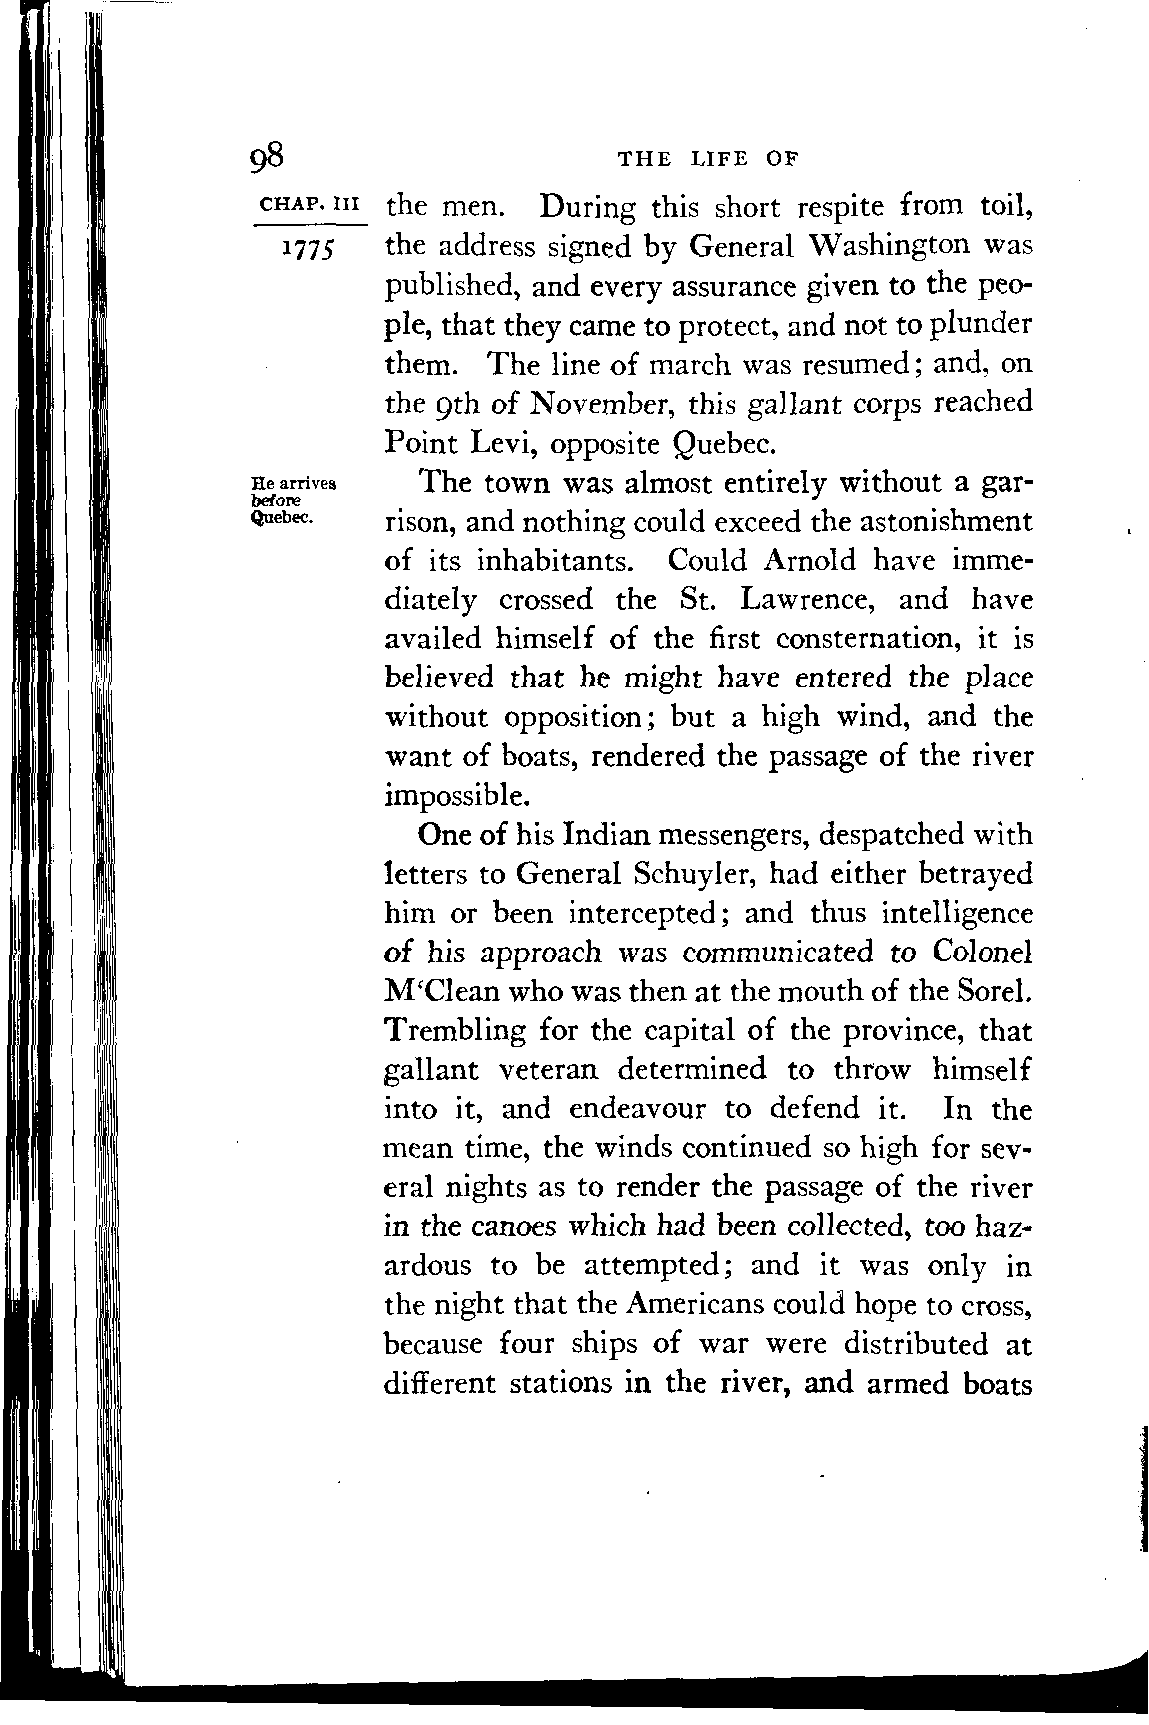 98 THE LIFE OF
CHAP. III the men. During this short respite from toil,
1775 the address signed by General Washington was
published, and every assurance given to the peo-
ple, that they came to protect, and not to plunder
them. The line of march was resumed; and, on
the 9th of November, this gallant corps reached
Point Levi, opposite Quebec.
He arrives
before
Quebec.
The town was almost entirely without a gar-
rison, and nothing could exceed the astonishment
of its inhabitants. Could Arnold have imme-
diately crossed the St. Lawrence, and have
availed himself of the first consternation, it is
believed that he might have entered the place
without opposition; but a high wind, and the
want of boats, rendered the passage of the river
impossible.
One of his Indian messengers, despatched with
letters to General Schuyler, had either betrayed
him or been intercepted; and thus intelligence
of his approach was communicated to Colonel
M‘Clean who was then at the mouth of the Sorel.
Trembling for the capital of the province, that
gallant veteran determined to throw himself
into it, and endeavour to defend it. In the
mean time, the winds continued so high for sev-
eral nights as to render the passage of the river
in the canoes which had been collected, too haz-
ardous to be attempted; and it was only in
the night that the Americans could hope to cross,
because four ships of war were distributed at
different stations in the river, and armed boats